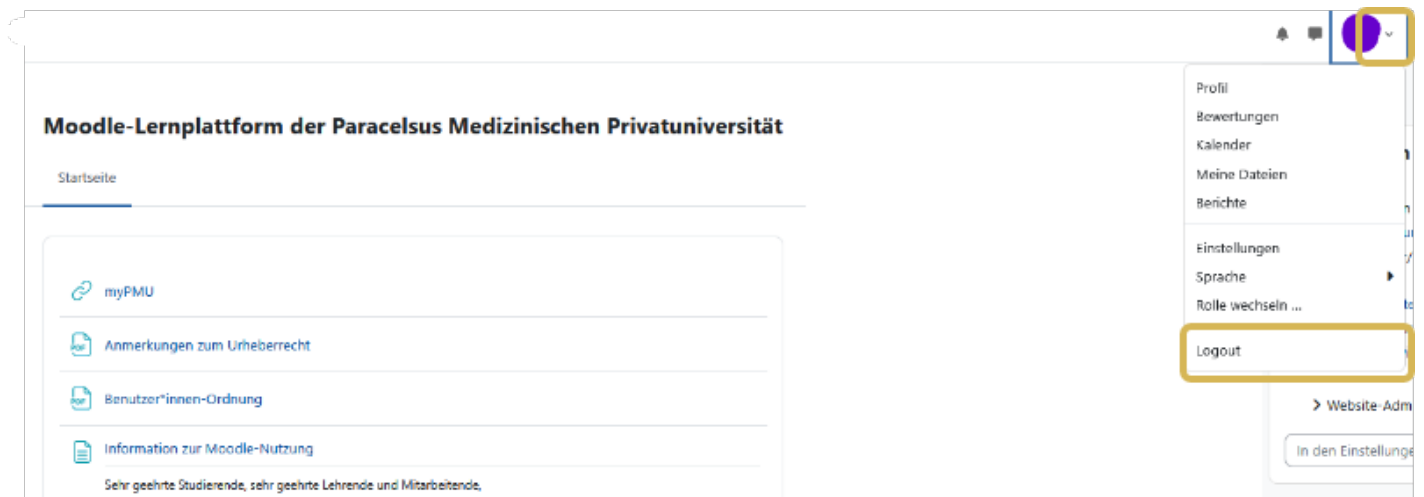 Moodle-Lernplattform der Paracelsus Medizinischen Privatuniversität
Startseite
myPMU
Anmerkungen zum Urheberrecht
Benutzer*innen-Ordnung
Information zur Moodle-Nutzung
Sehr geehrte Studierende, sehr geehrte Lehrende und Mitarbeitende,
Profil
Bewertungen
Kalender
Meine Dateien
Berichte
Einstellungen
Sprache
Rolle wechseln ...
Logout
Website-Adm
In den Einstellunge